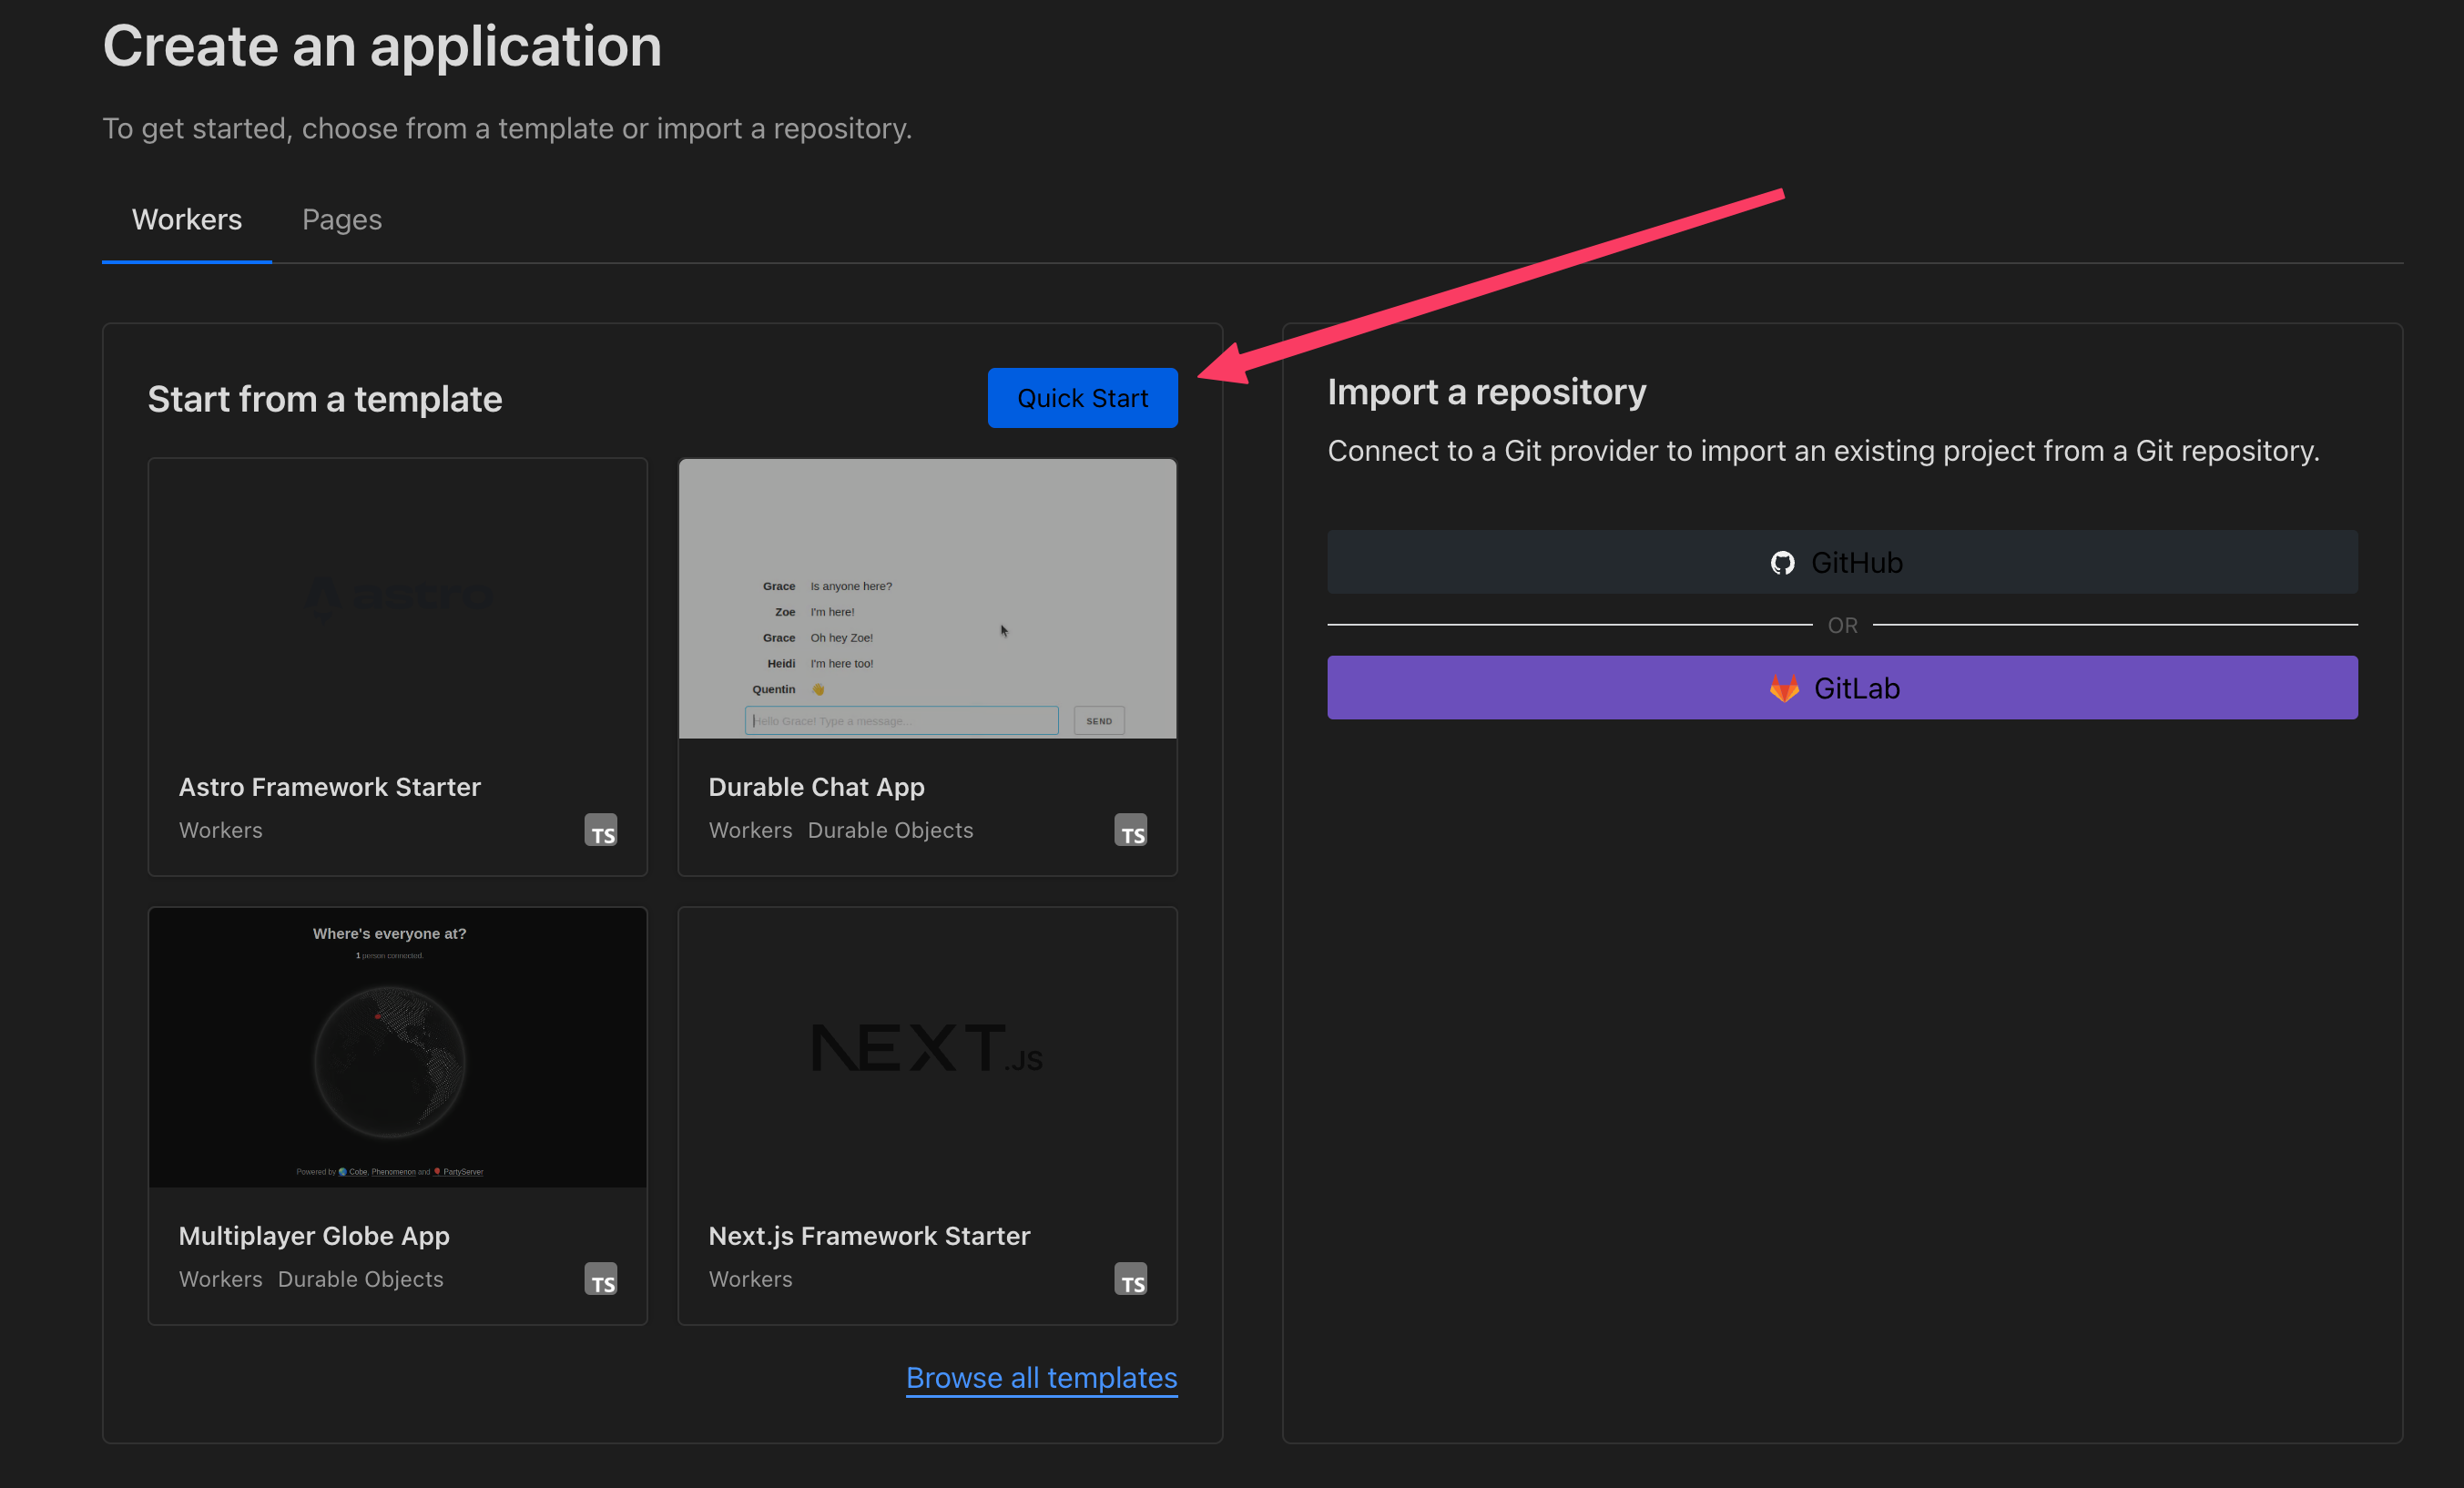 Create an application
To get started, choose from a template or import a repository.
Workers Pages
Start from a template
Quick Start
astro
Astro Framework Starter
Workers
TS
Grace Is anyone here?
Zoe I'm here!
Grace Oh hey Zoe!
Heidi I'm here too!
Quentin 👋
Hello Grace! Type a message...
SEND
Durable Chat App
Workers Durable Objects
TS
Where's everyone at?
1 person connected.
Powered by 🌏 Cobe, Phenomenon and 🎈 PartyServer
Multiplayer Globe App
Workers Durable Objects
TS
NEXT.JS
Next.js Framework Starter
Workers
TS
Browse all templates
Import a repository
Connect to a Git provider to import an existing project from a Git repository.
GitHub
OR
GitLab